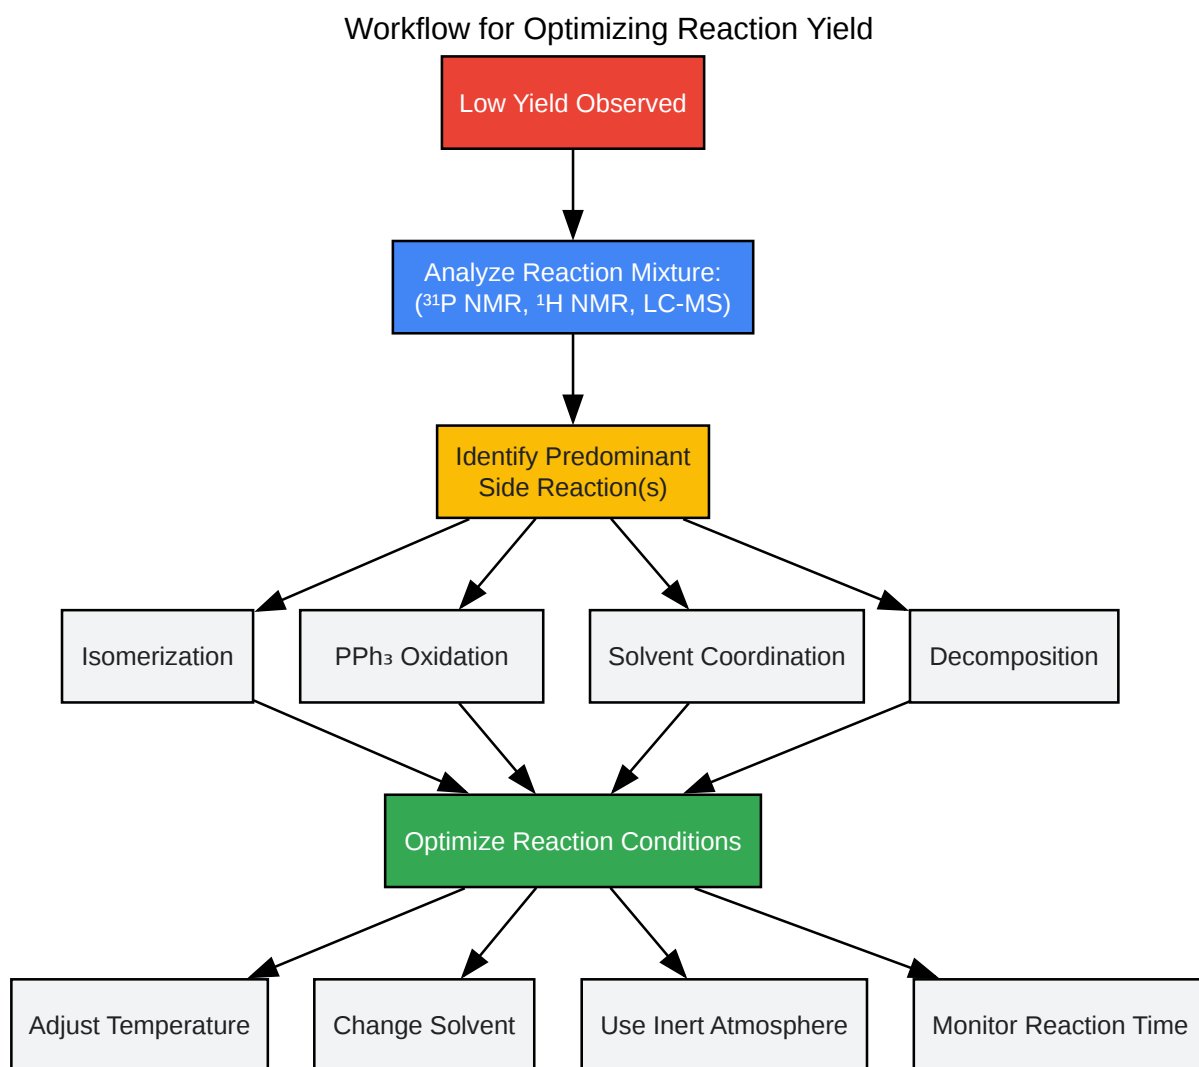 Workflow for Optimizing Reaction Yield
Low Yield Observed
Analyze Reaction Mixture:
(³¹P NMR, ¹H NMR, LC-MS)
Identify Predominant
Side Reaction(s)
Isomerization
PPh₃ Oxidation
Solvent Coordination
Decomposition
Optimize Reaction Conditions
Adjust Temperature
Change Solvent
Use Inert Atmosphere
Monitor Reaction Time